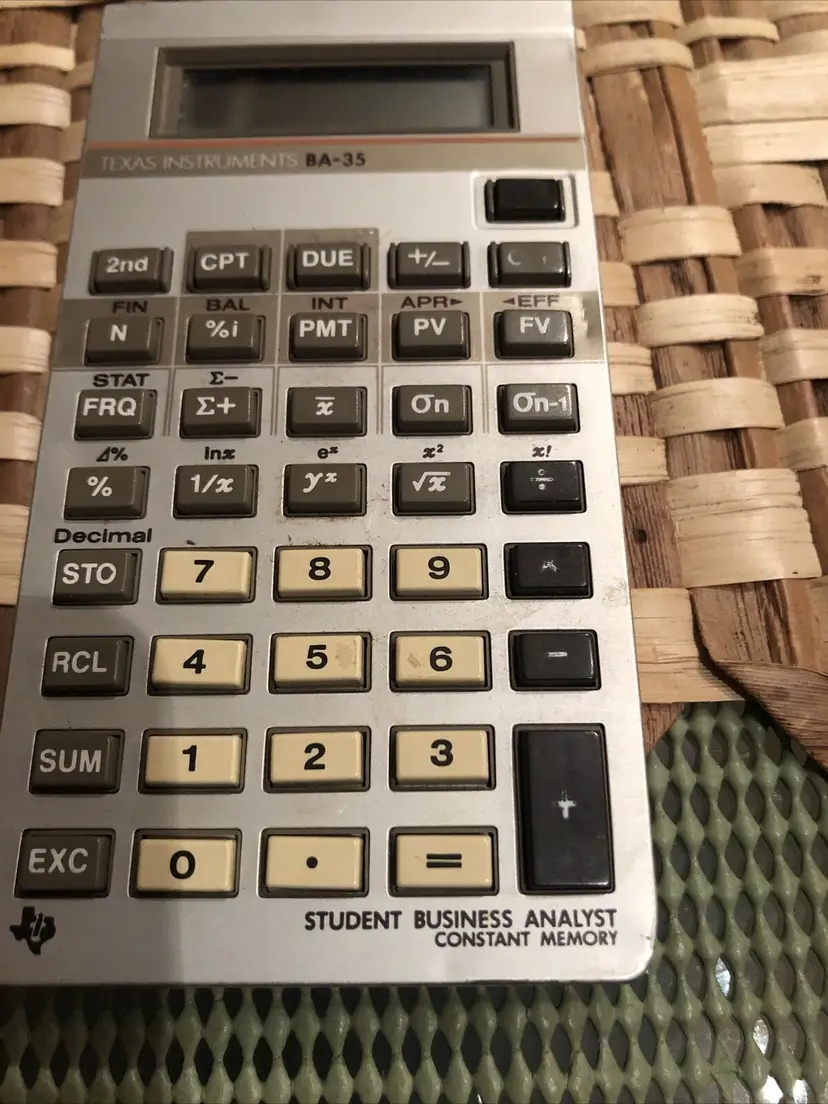 TEXAS INSTRUMENTS BA-35
2nd CPT DUE +/− C
FIN BAL INT APR► ◄EFF
N %i PMT PV FV
STAT Σ−
FRQ Σ+ x̅ σn σn-1
Δ% lnx eˣ x² x!
% 1/x yˣ √x ÷
Decimal
STO 7 8 9
RCL 4 5 6 −
SUM 1 2 3
+
EXC 0 . =
STUDENT BUSINESS ANALYST
CONSTANT MEMORY